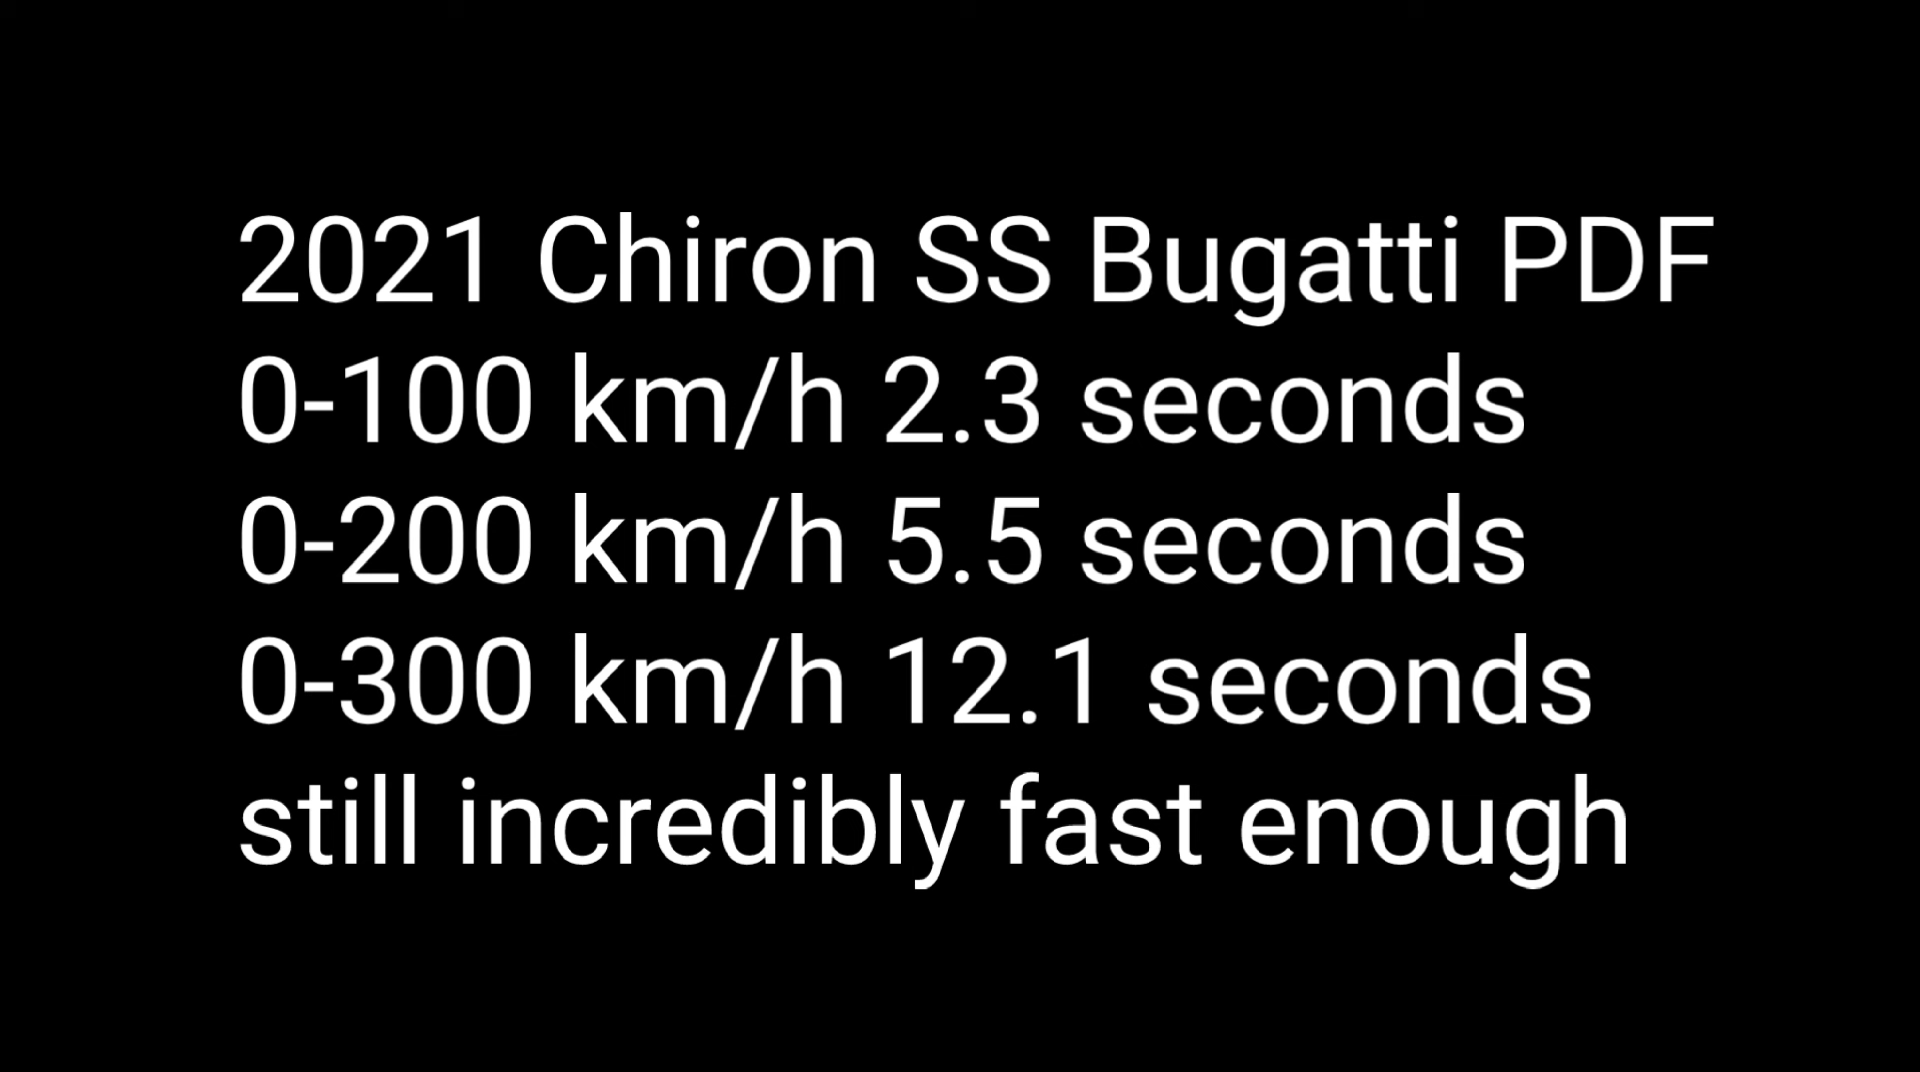 2021 Chiron SS Bugatti PDF
0-100 km/h 2.3 seconds
0-200 km/h 5.5 seconds
0-300 km/h 12.1 seconds
still incredibly fast enough